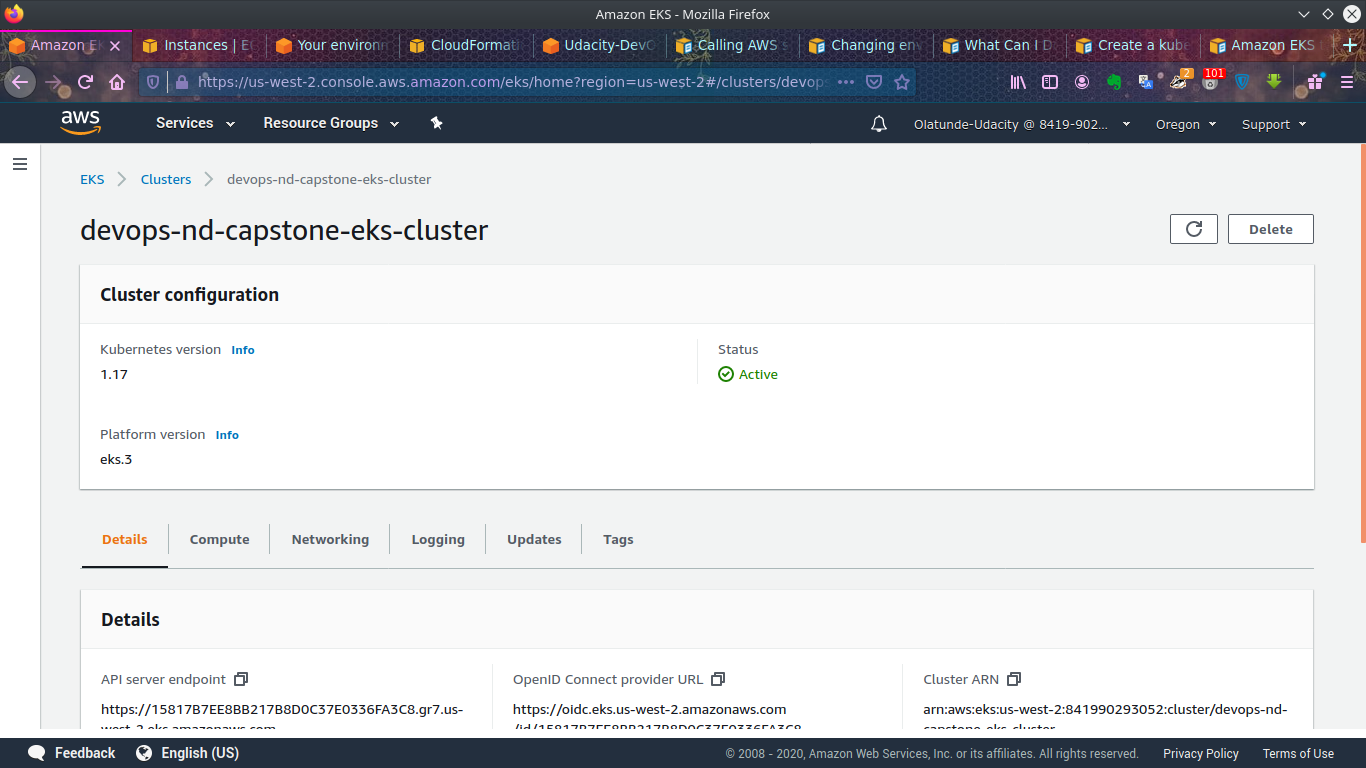 Amazon EKS - Mozilla Firefox
Amazon E
Instances | E
Your environ
CloudFormat
Udacity-DevO
Calling AWS s
Changing env
What Can I D
Create a kube
Amazon EKS
https://us-west-2.console.aws.amazon.com/eks/home?region=us-west-2#/clusters/devop
2
101
aws
Services
Resource Groups
Olatunde-Udacity @ 8419-902...
Oregon
Support
EKS
Clusters
devops-nd-capstone-eks-cluster
devops-nd-capstone-eks-cluster
Delete
Cluster configuration
Kubernetes version Info
Status
1.17
Active
Platform version Info
eks.3
Details
Compute
Networking
Logging
Updates
Tags
Details
API server endpoint
OpenID Connect provider URL
Cluster ARN
https://15817B7EE8BB217B8D0C37E0336FA3C8.gr7.us-
west-2.eks.amazonaws.com
https://oidc.eks.us-west-2.amazonaws.com
/id/15817B7EE8BB217B8D0C37E0336FA3C8
arn:aws:eks:us-west-2:841990293052:cluster/devops-nd-
capstone-eks-cluster
Feedback
English (US)
© 2008 - 2020, Amazon Web Services, Inc. or its affiliates. All rights reserved.
Privacy Policy
Terms of Use